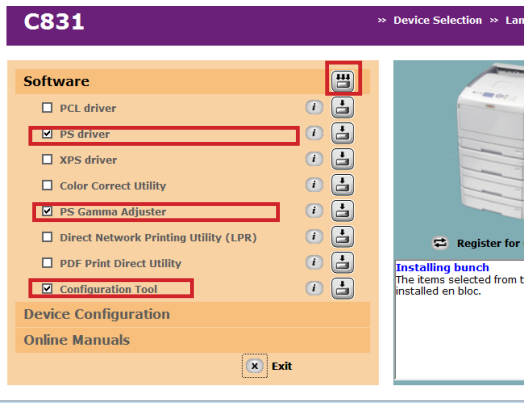 C831
» Device Selection »
Software
PCL driver
PS driver
XPS driver
Color Correct Utility
PS Gamma Adjuster
Direct Network Printing Utility (LPR)
PDF Print Direct Utility
Configuration Tool
Device Configuration
Online Manuals
Exit
Register for
Installing bunch
The items selected from
installed en bloc.